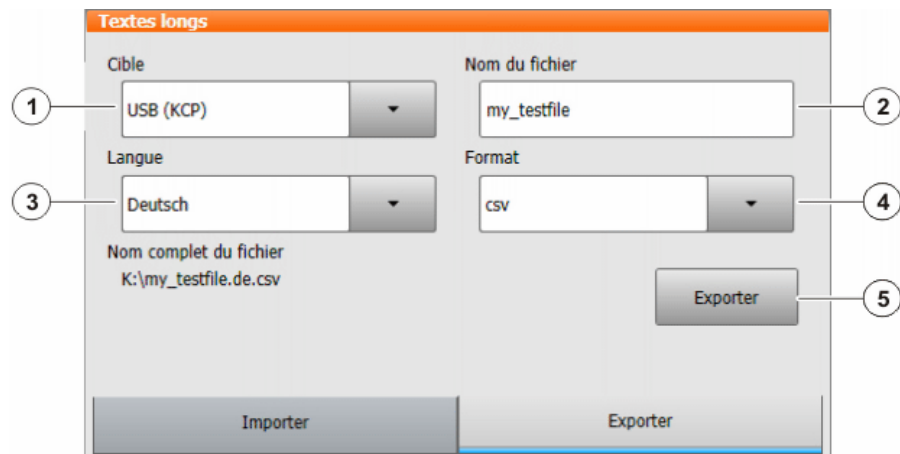 Textes longs
Cible
Nom du fichier
1
USB (KCP)
my_testfile
2
Langue
Format
3
Deutsch
csv
4
Nom complet du fichier
K:\my_testfile.de.csv
Exporter
5
Importer
Exporter